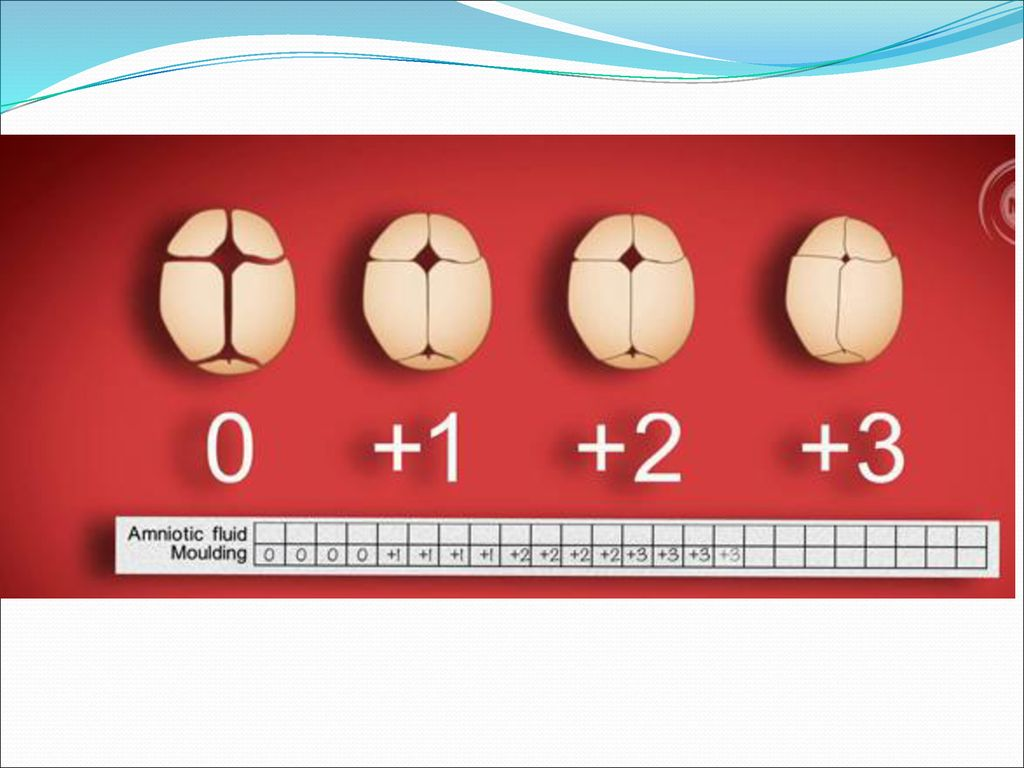 0 +1 +2 +3
Amniotic fluid
Moulding 0 0 0 0 +1 +1 +1 +1 +2 +2 +2 +2 +3 +3 +3 +3